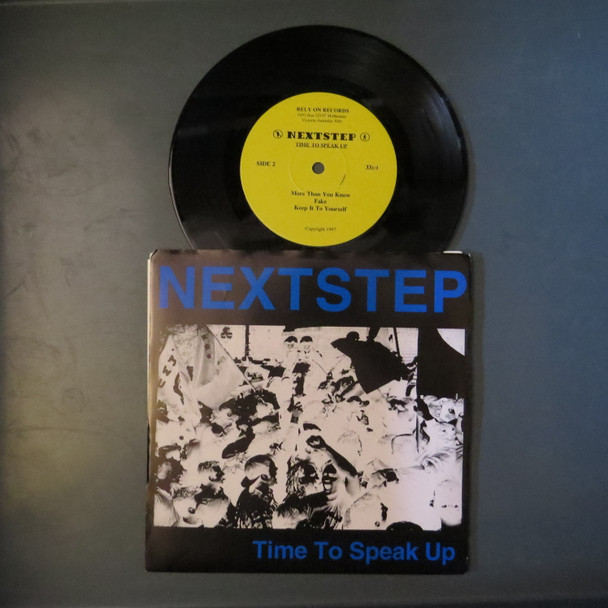 RELY ON RECORDS
NEXTSTEP
TIME TO SPEAK UP
SIDE 2
33⅓
More Than You Know
Fake
Keep It To Yourself
Copyright 1997
NEXTSTEP
Time To Speak Up